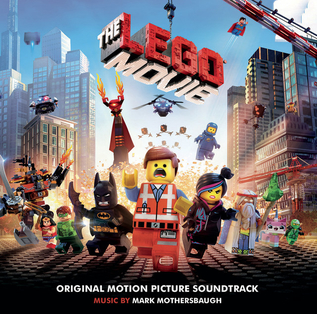 THE
LEGO
MOVIE
ORIGINAL MOTION PICTURE SOUNDTRACK
MUSIC BY MARK MOTHERSBAUGH